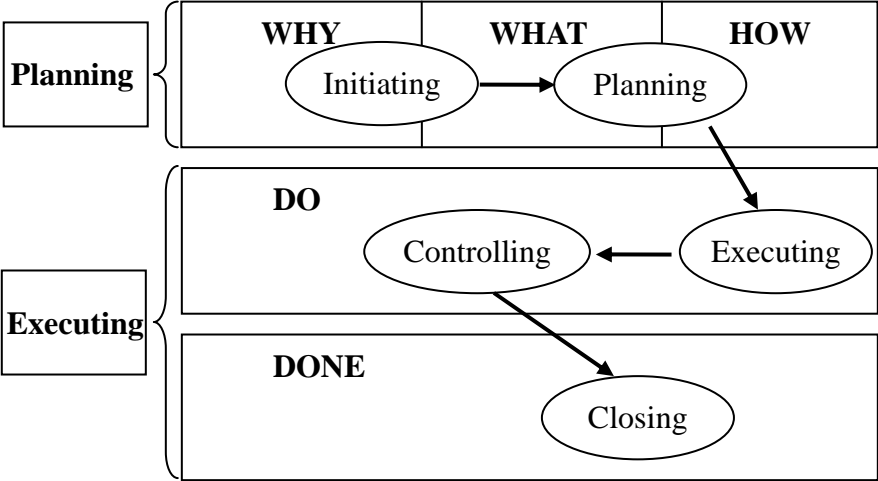 WHY
WHAT
HOW
Planning
Initiating
Planning
DO
Controlling
Executing
Executing
DONE
Closing